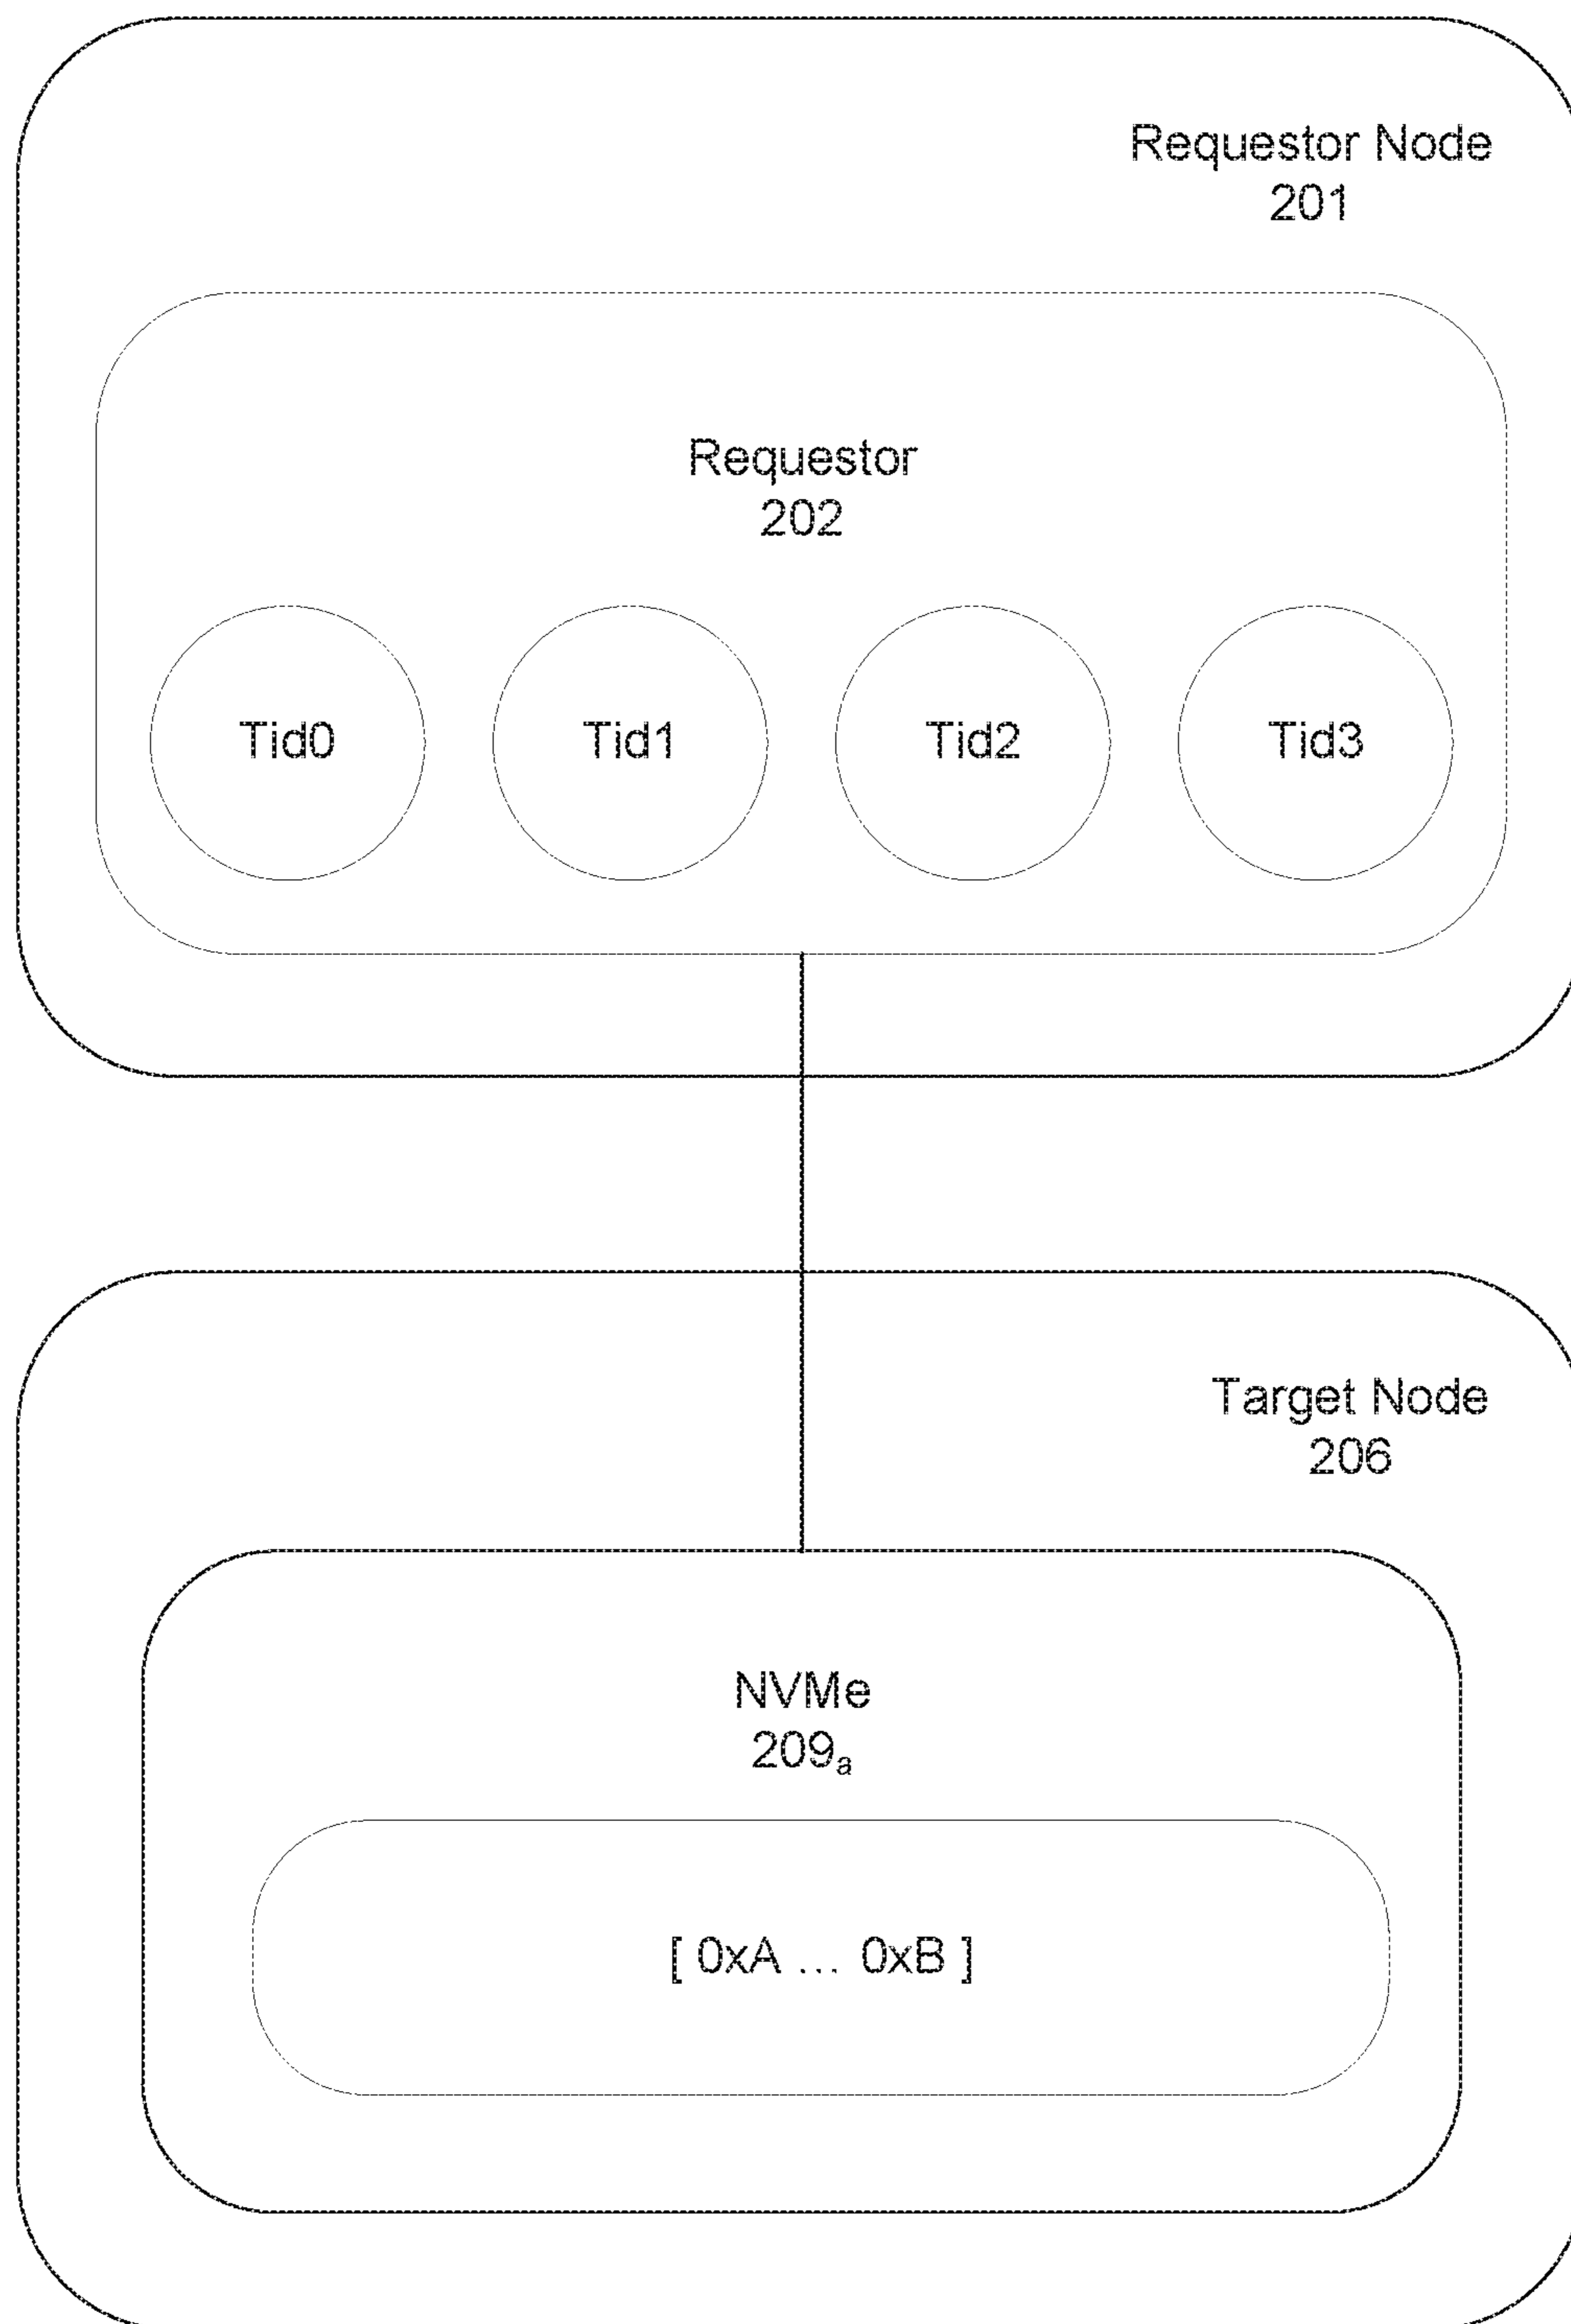 Requestor Node
201
Requestor
202
Tid0 Tid1 Tid2 Tid3
Target Node
206
NVMe
209a
[ 0xA ... 0xB ]